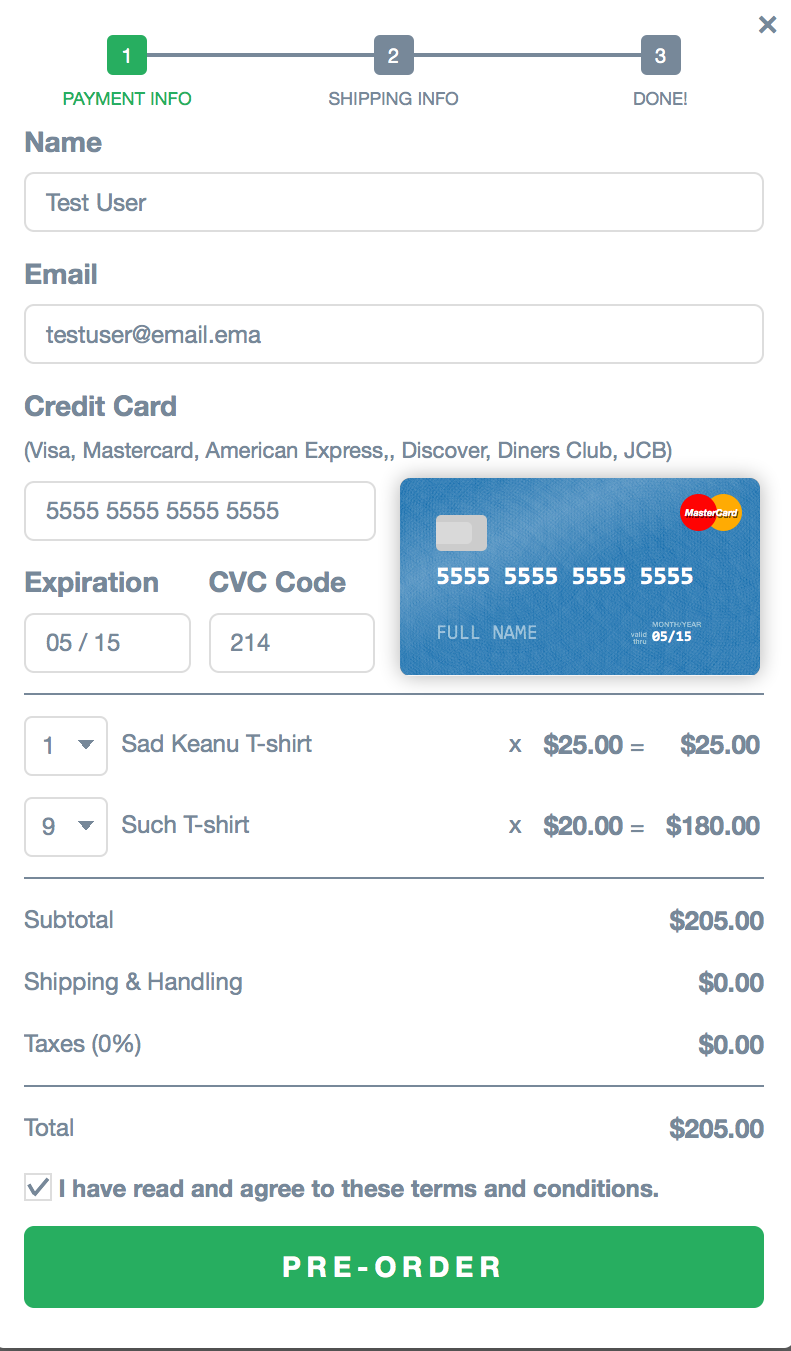 ×
1 2 3
PAYMENT INFO SHIPPING INFO DONE!
Name
Test User
Email
testuser@email.ema
Credit Card
(Visa, Mastercard, American Express,, Discover, Diners Club, JCB)
5555 5555 5555 5555
MasterCard
5555 5555 5555 5555
Expiration CVC Code
05 / 15 214
FULL NAME
MONTH/YEAR
valid thru 05/15
1 Sad Keanu T-shirt x $25.00 = $25.00
9 Such T-shirt x $20.00 = $180.00
Subtotal $205.00
Shipping & Handling $0.00
Taxes (0%) $0.00
Total $205.00
I have read and agree to these terms and conditions.
PRE-ORDER